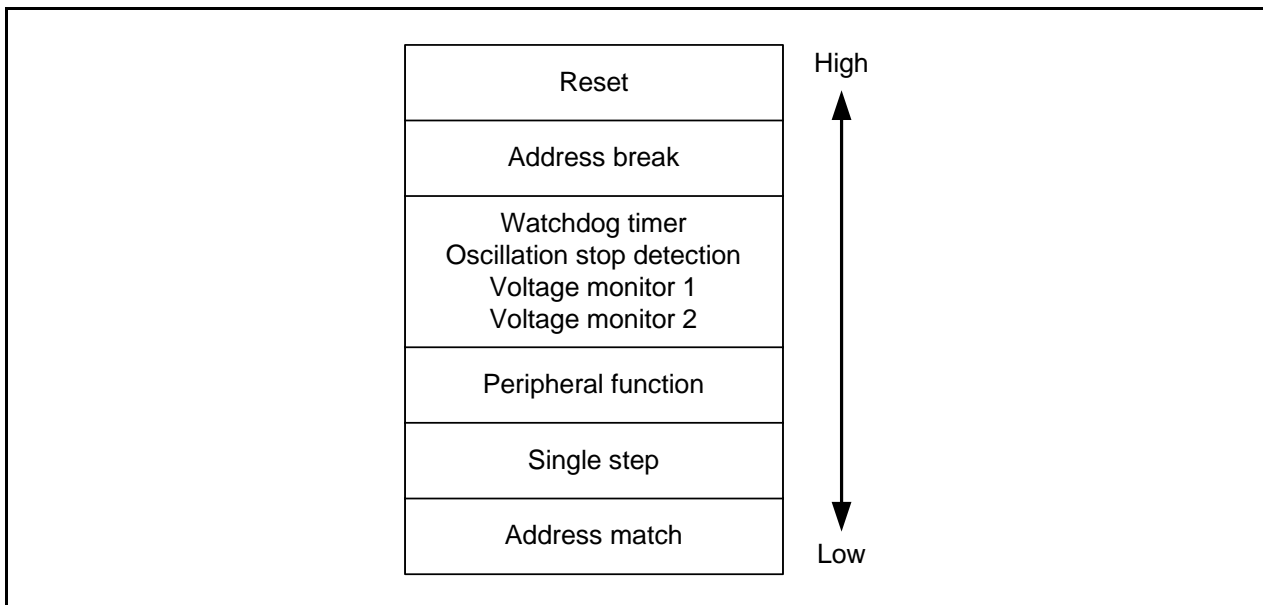 Reset
High
Address break
Watchdog timer
Oscillation stop detection
Voltage monitor 1
Voltage monitor 2
Peripheral function
Single step
Address match
Low